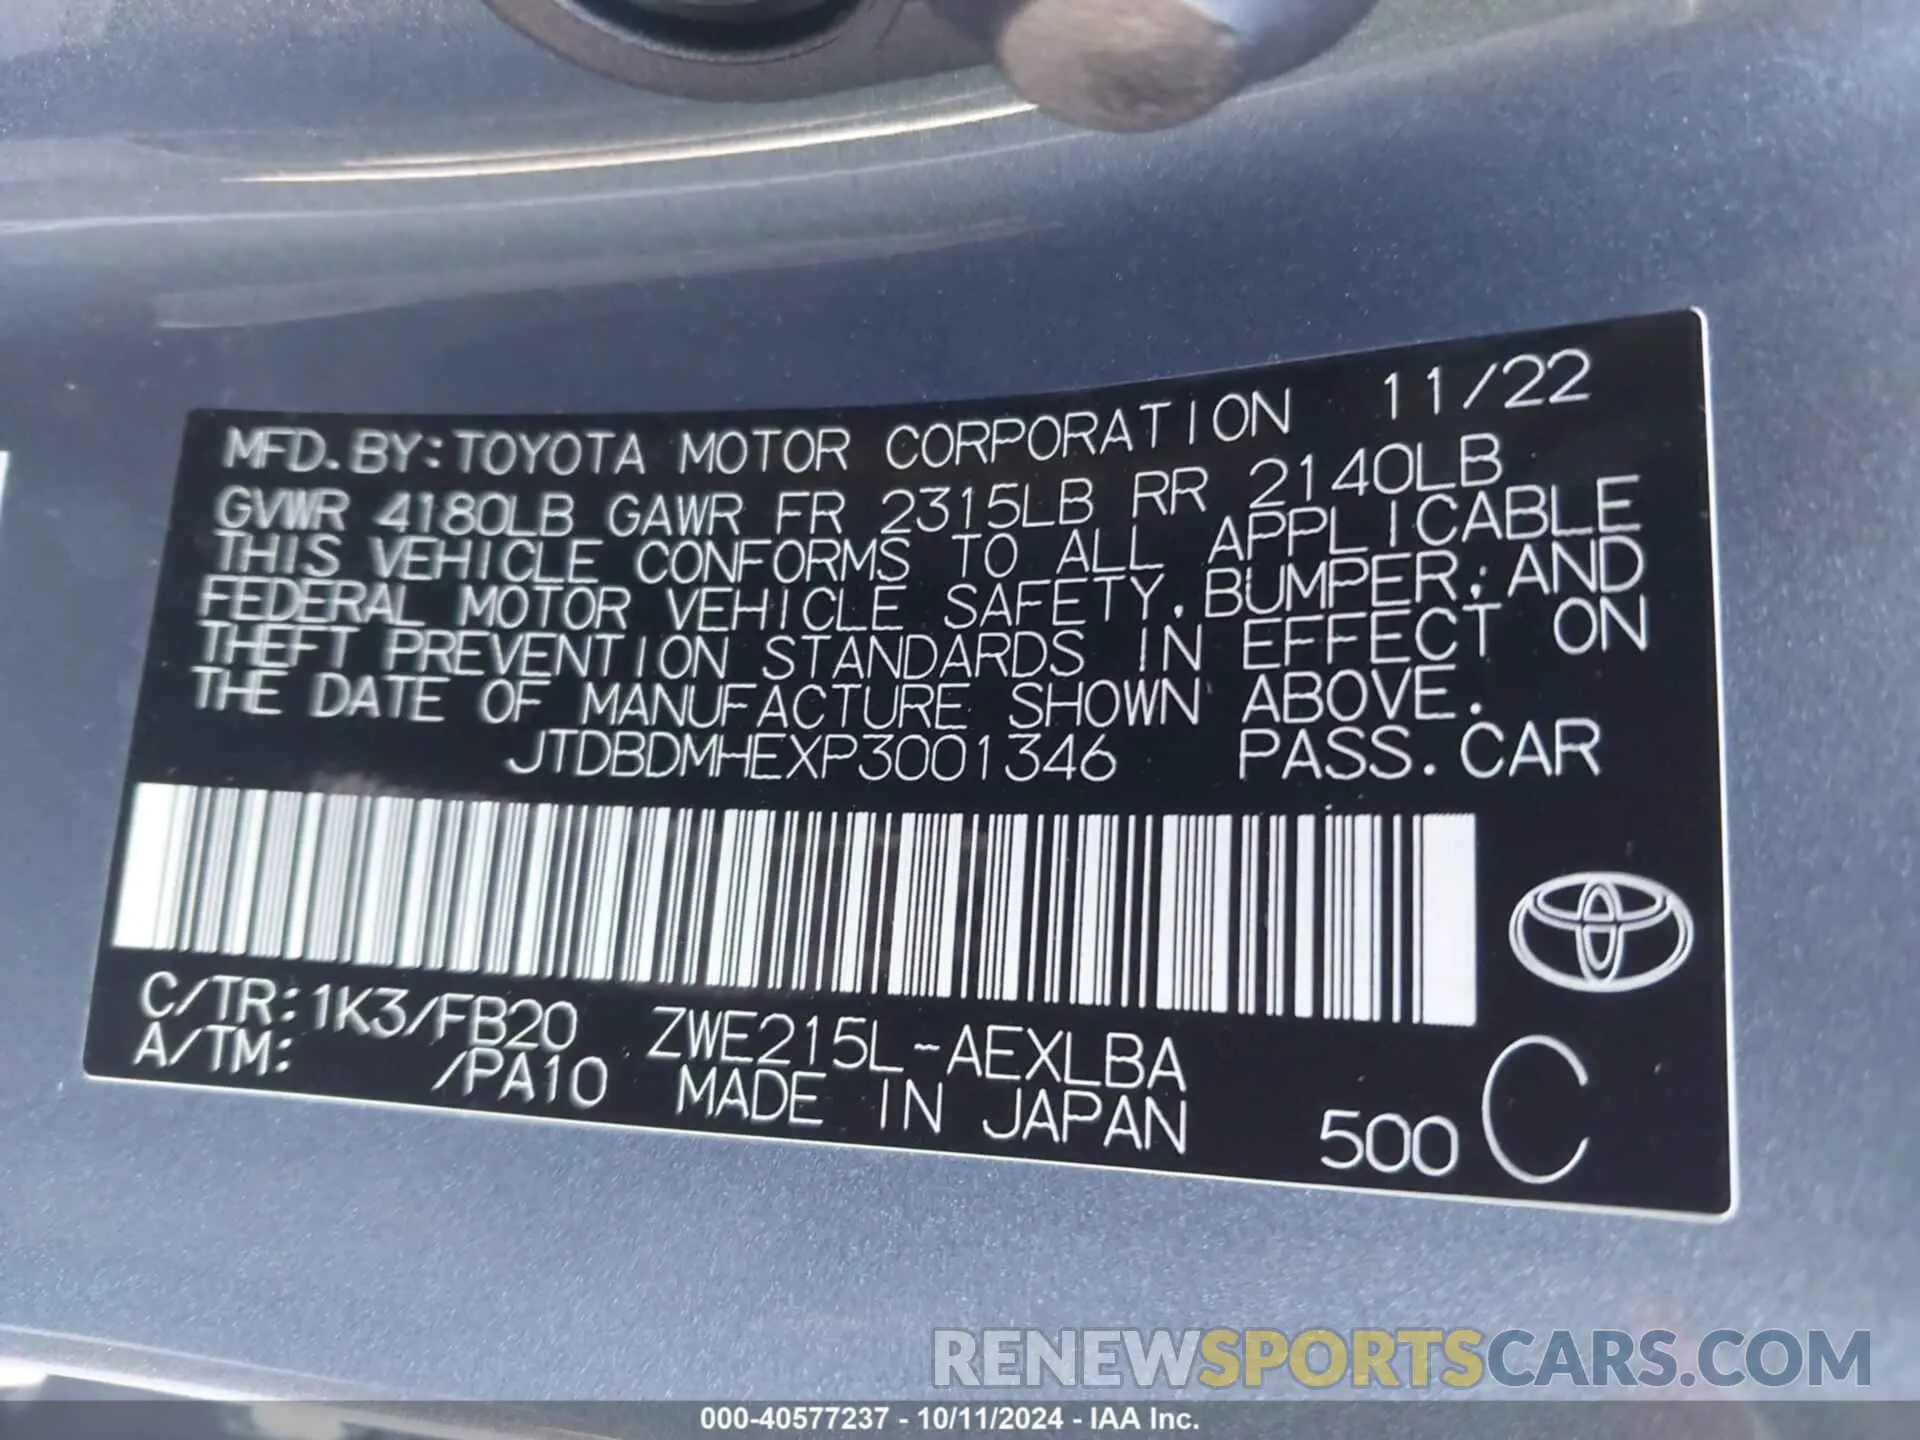 MFD. BY: TOYOTA MOTOR CORPORATION 11/22
GVWR 4180LB GAWR FR 2315LB RR 2140LB
THIS VEHICLE CONFORMS TO ALL APPLICABLE
FEDERAL MOTOR VEHICLE SAFETY, BUMPER, AND
THEFT PREVENTION STANDARDS IN EFFECT ON
THE DATE OF MANUFACTURE SHOWN ABOVE.
JTDBDMHEXP3001346 PASS. CAR
C/TR: 1K3/FB20 ZWE215L-AEXLBA
A/TM: /PA10 MADE IN JAPAN 500 C
RENEWSPORTSCARS.COM
000-40577237 - 10/11/2024 - IAA Inc.